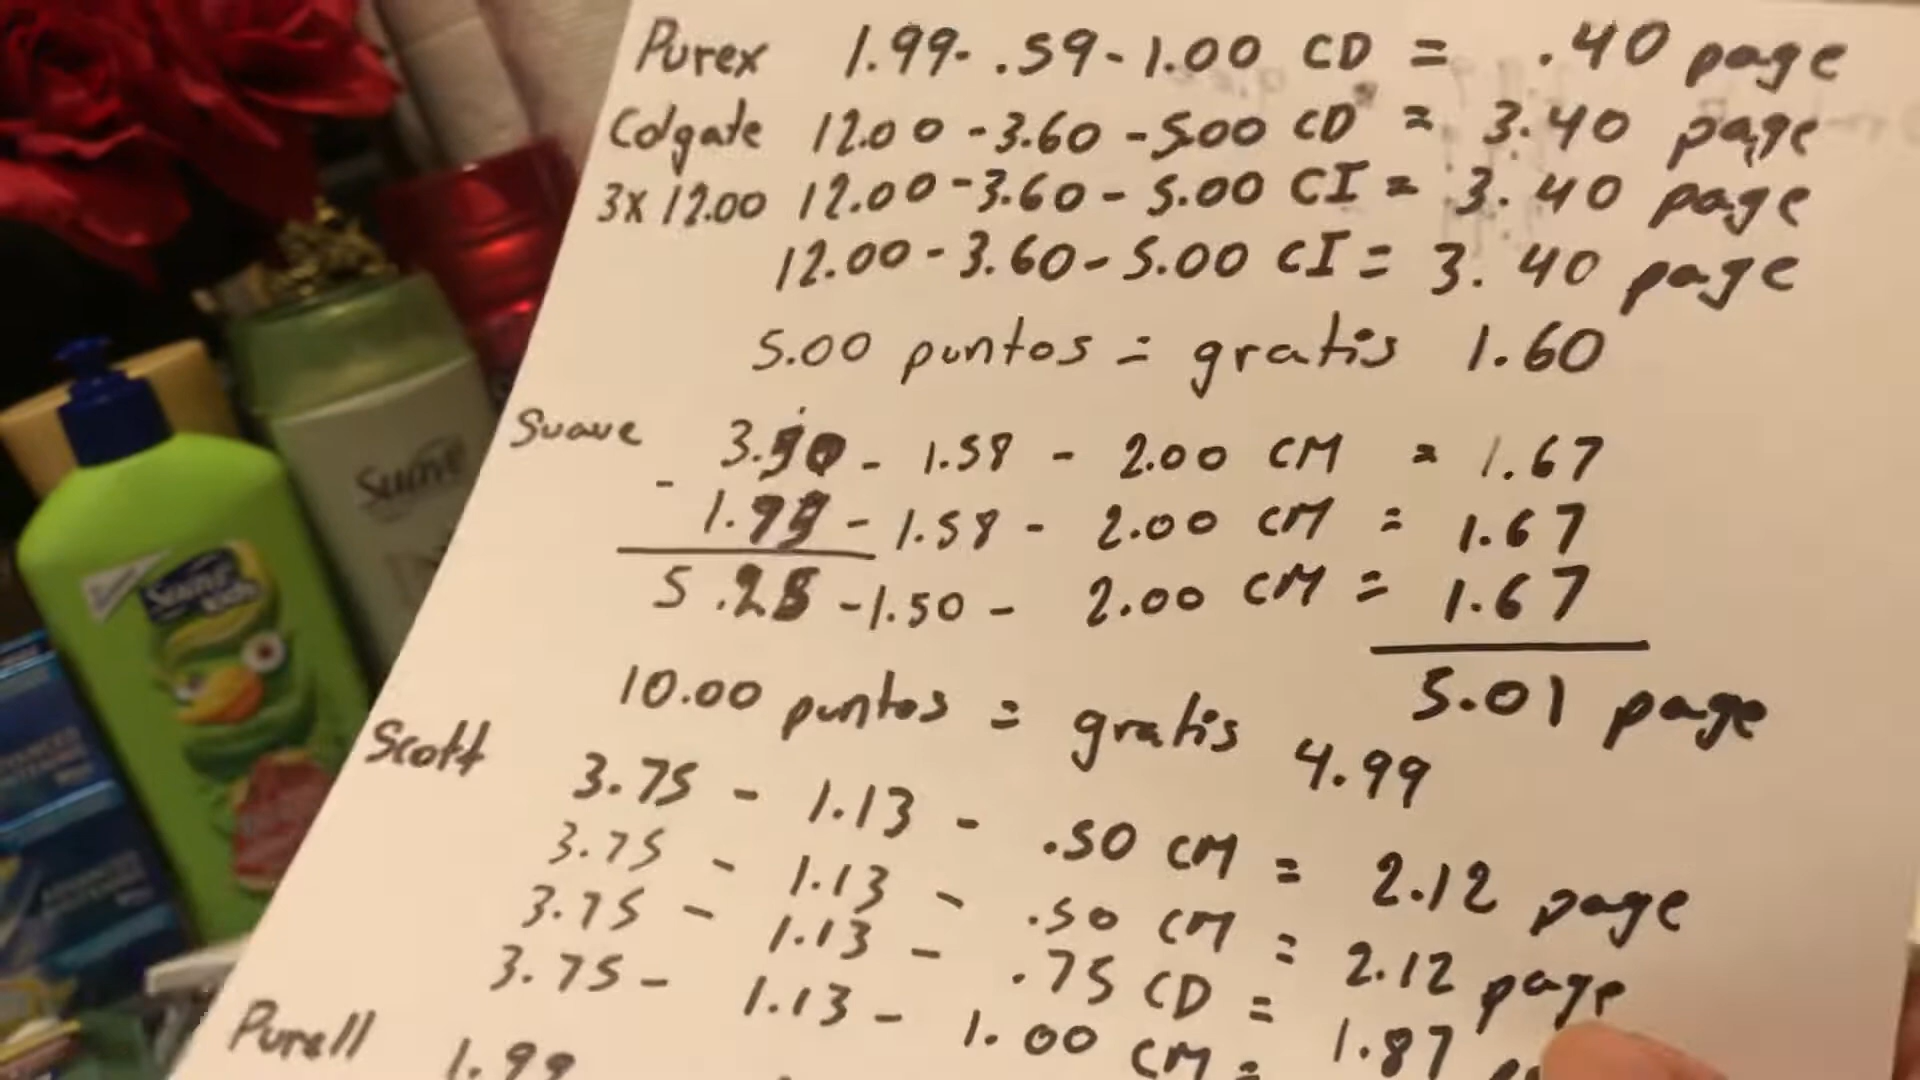 Purex 1.99- .59-1.00 CD = .40 page
Colgate 12.00 -3.60 -5.00 CD = 3.40 page
3x 12.00 12.00 -3.60 - 5.00 CI = 3.40 page
12.00 - 3.60 - 5.00 CI = 3.40 page
5.00 puntos = gratis 1.60
Suave 3.50 - 1.58 - 2.00 CM = 1.67
- 1.75 - 1.58 - 2.00 CM = 1.67
5.25 - 1.50 - 2.00 CM = 1.67
5.01 page
10.00 puntos = gratis 4.99
Scott 3.75 - 1.13 - .50 CM = 2.12 page
3.75 - 1.13 - .50 CM = 2.12 page
3.75 - 1.13 - .75 CD = 1.87
3.75 - 1.13 - 1.00 CM =
Purell 1.99
Suave
Suave
kids